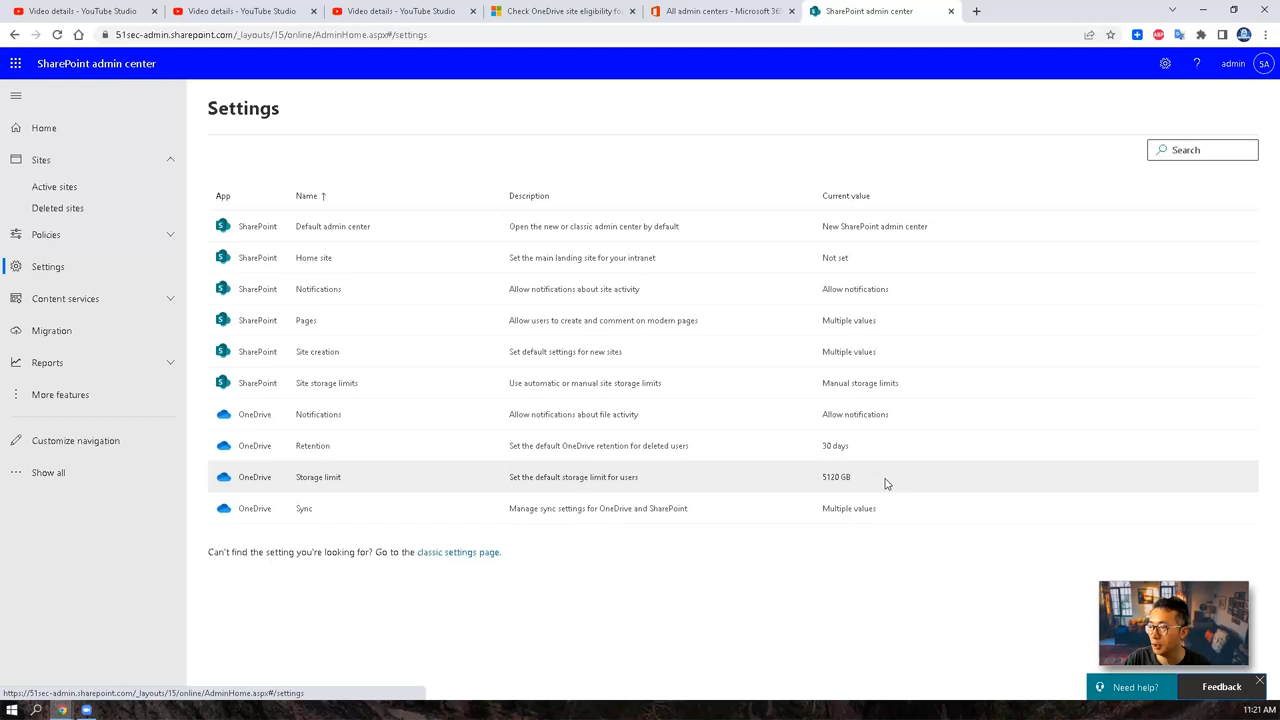 Video details - YouTube Studio
Video details - YouTube Studio
Video details - YouTube Studio
Check OneDrive site eligibility fo
All admin centers - Microsoft 36
SharePoint admin center
51sec-admin.sharepoint.com/_layouts/15/online/AdminHome.aspx#/settings
ABP
SharePoint admin center
?
admin
SA
Home
Sites
Active sites
Deleted sites
Policies
Settings
Content services
Migration
Reports
More features
Customize navigation
Show all
Settings
Search
App Name ↑ Description Current value
SharePoint Default admin center Open the new or classic admin center by default New SharePoint admin center
SharePoint Home site Set the main landing site for your intranet Not set
SharePoint Notifications Allow notifications about site activity Allow notifications
SharePoint Pages Allow users to create and comment on modern pages Multiple values
SharePoint Site creation Set default settings for new sites Multiple values
SharePoint Site storage limits Use automatic or manual site storage limits Manual storage limits
OneDrive Notifications Allow notifications about file activity Allow notifications
OneDrive Retention Set the default OneDrive retention for deleted users 30 days
OneDrive Storage limit Set the default storage limit for users 5120 GB
OneDrive Sync Manage sync settings for OneDrive and SharePoint Multiple values
Can't find the setting you're looking for? Go to the classic settings page.
Need help?
Feedback
https://51sec-admin.sharepoint.com/_layouts/15/online/AdminHome.aspx#/settings
11:21 AM